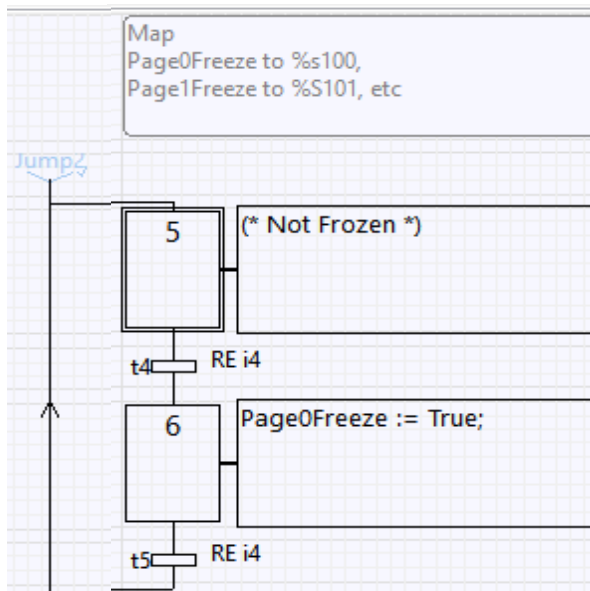 Map
Page0Freeze to %s100,
Page1Freeze to %S101, etc
Jump2
5
(* Not Frozen *)
t4
RE i4
6
Page0Freeze := True;
t5
RE i4